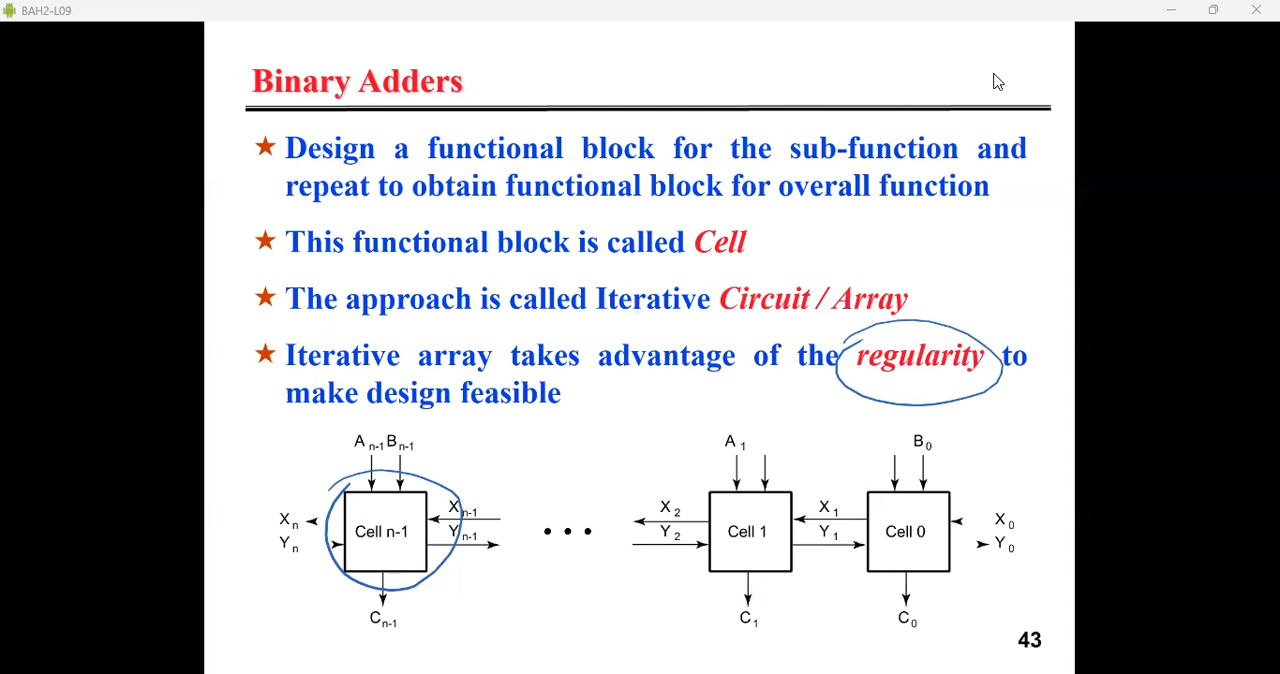 BAH2-L09
Binary Adders
★ Design a functional block for the sub-function and
repeat to obtain functional block for overall function
★ This functional block is called Cell
★ The approach is called Iterative Circuit / Array
★ Iterative array takes advantage of the regularity to
make design feasible
A n-1 B n-1 A 1 B 0
X n X n-1 X 2 X 1 X 0
Cell n-1 • • • Cell 1 Cell 0
Y n Y n-1 Y 2 Y 1 Y 0
C n-1 C 1 C 0
43